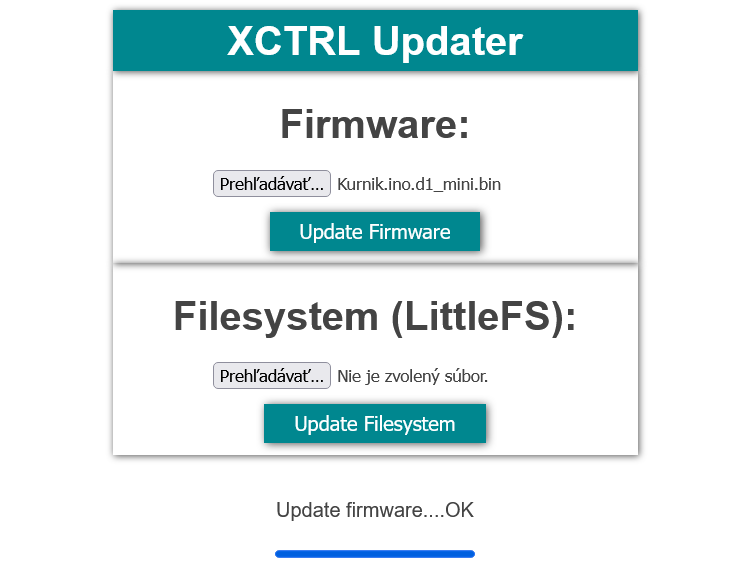 XCTRL Updater
Firmware:
Prehľadávať... Kurnik.ino.d1_mini.bin
Update Firmware
Filesystem (LittleFS):
Prehľadávať... Nie je zvolený súbor.
Update Filesystem
Update firmware....OK